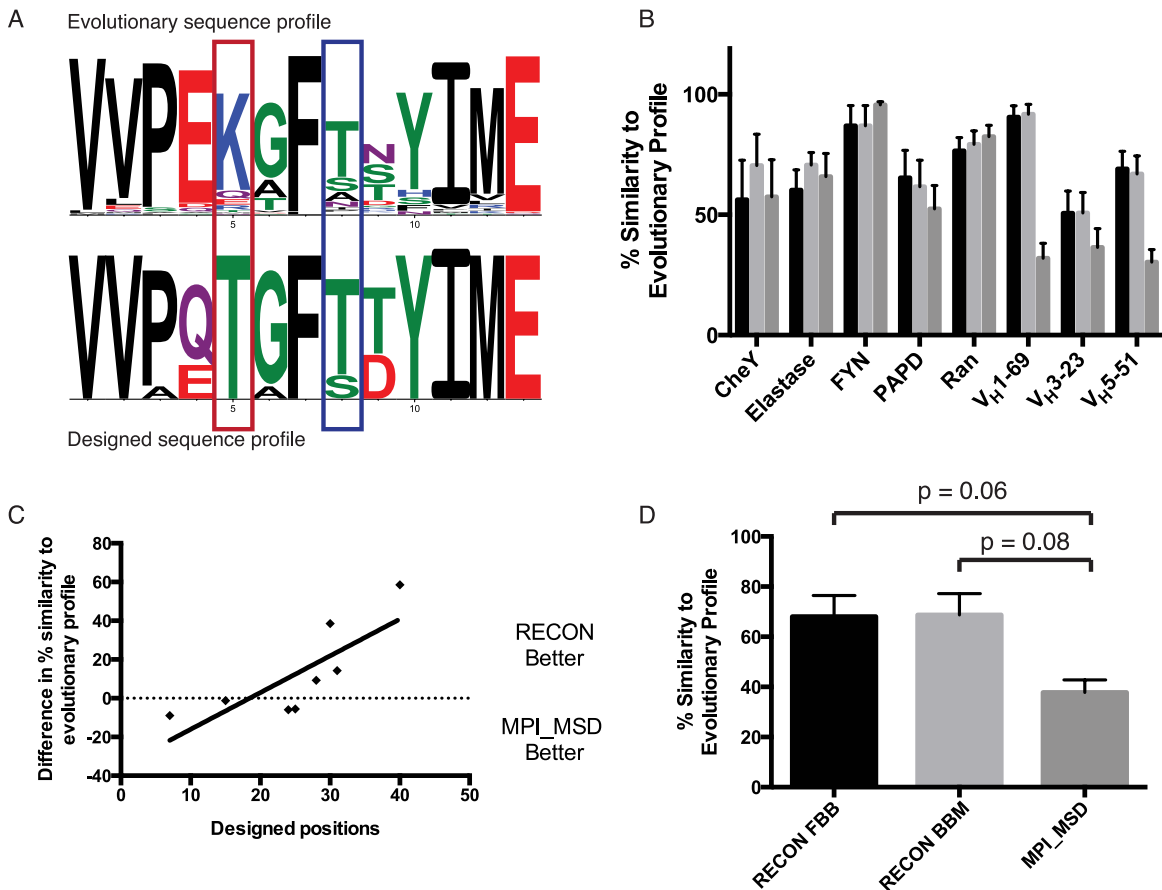 A
Evolutionary sequence profile
5
10
5
10
Designed sequence profile
B
% Similarity to
Evolutionary Profile
100
50
0
CheY
Elastase
FYN
PAPD
Ran
VH1-69
VH3-23
VH5-51
C
Difference in % similarity to
evolutionary profile
80
60
40
20
0
-20
-40
0
10
20
30
40
50
Designed positions
RECON
Better
MPI_MSD
Better
D
p = 0.06
p = 0.08
% Similarity to
Evolutionary Profile
100
80
60
40
20
0
RECON FBB
RECON BBM
MPI_MSD